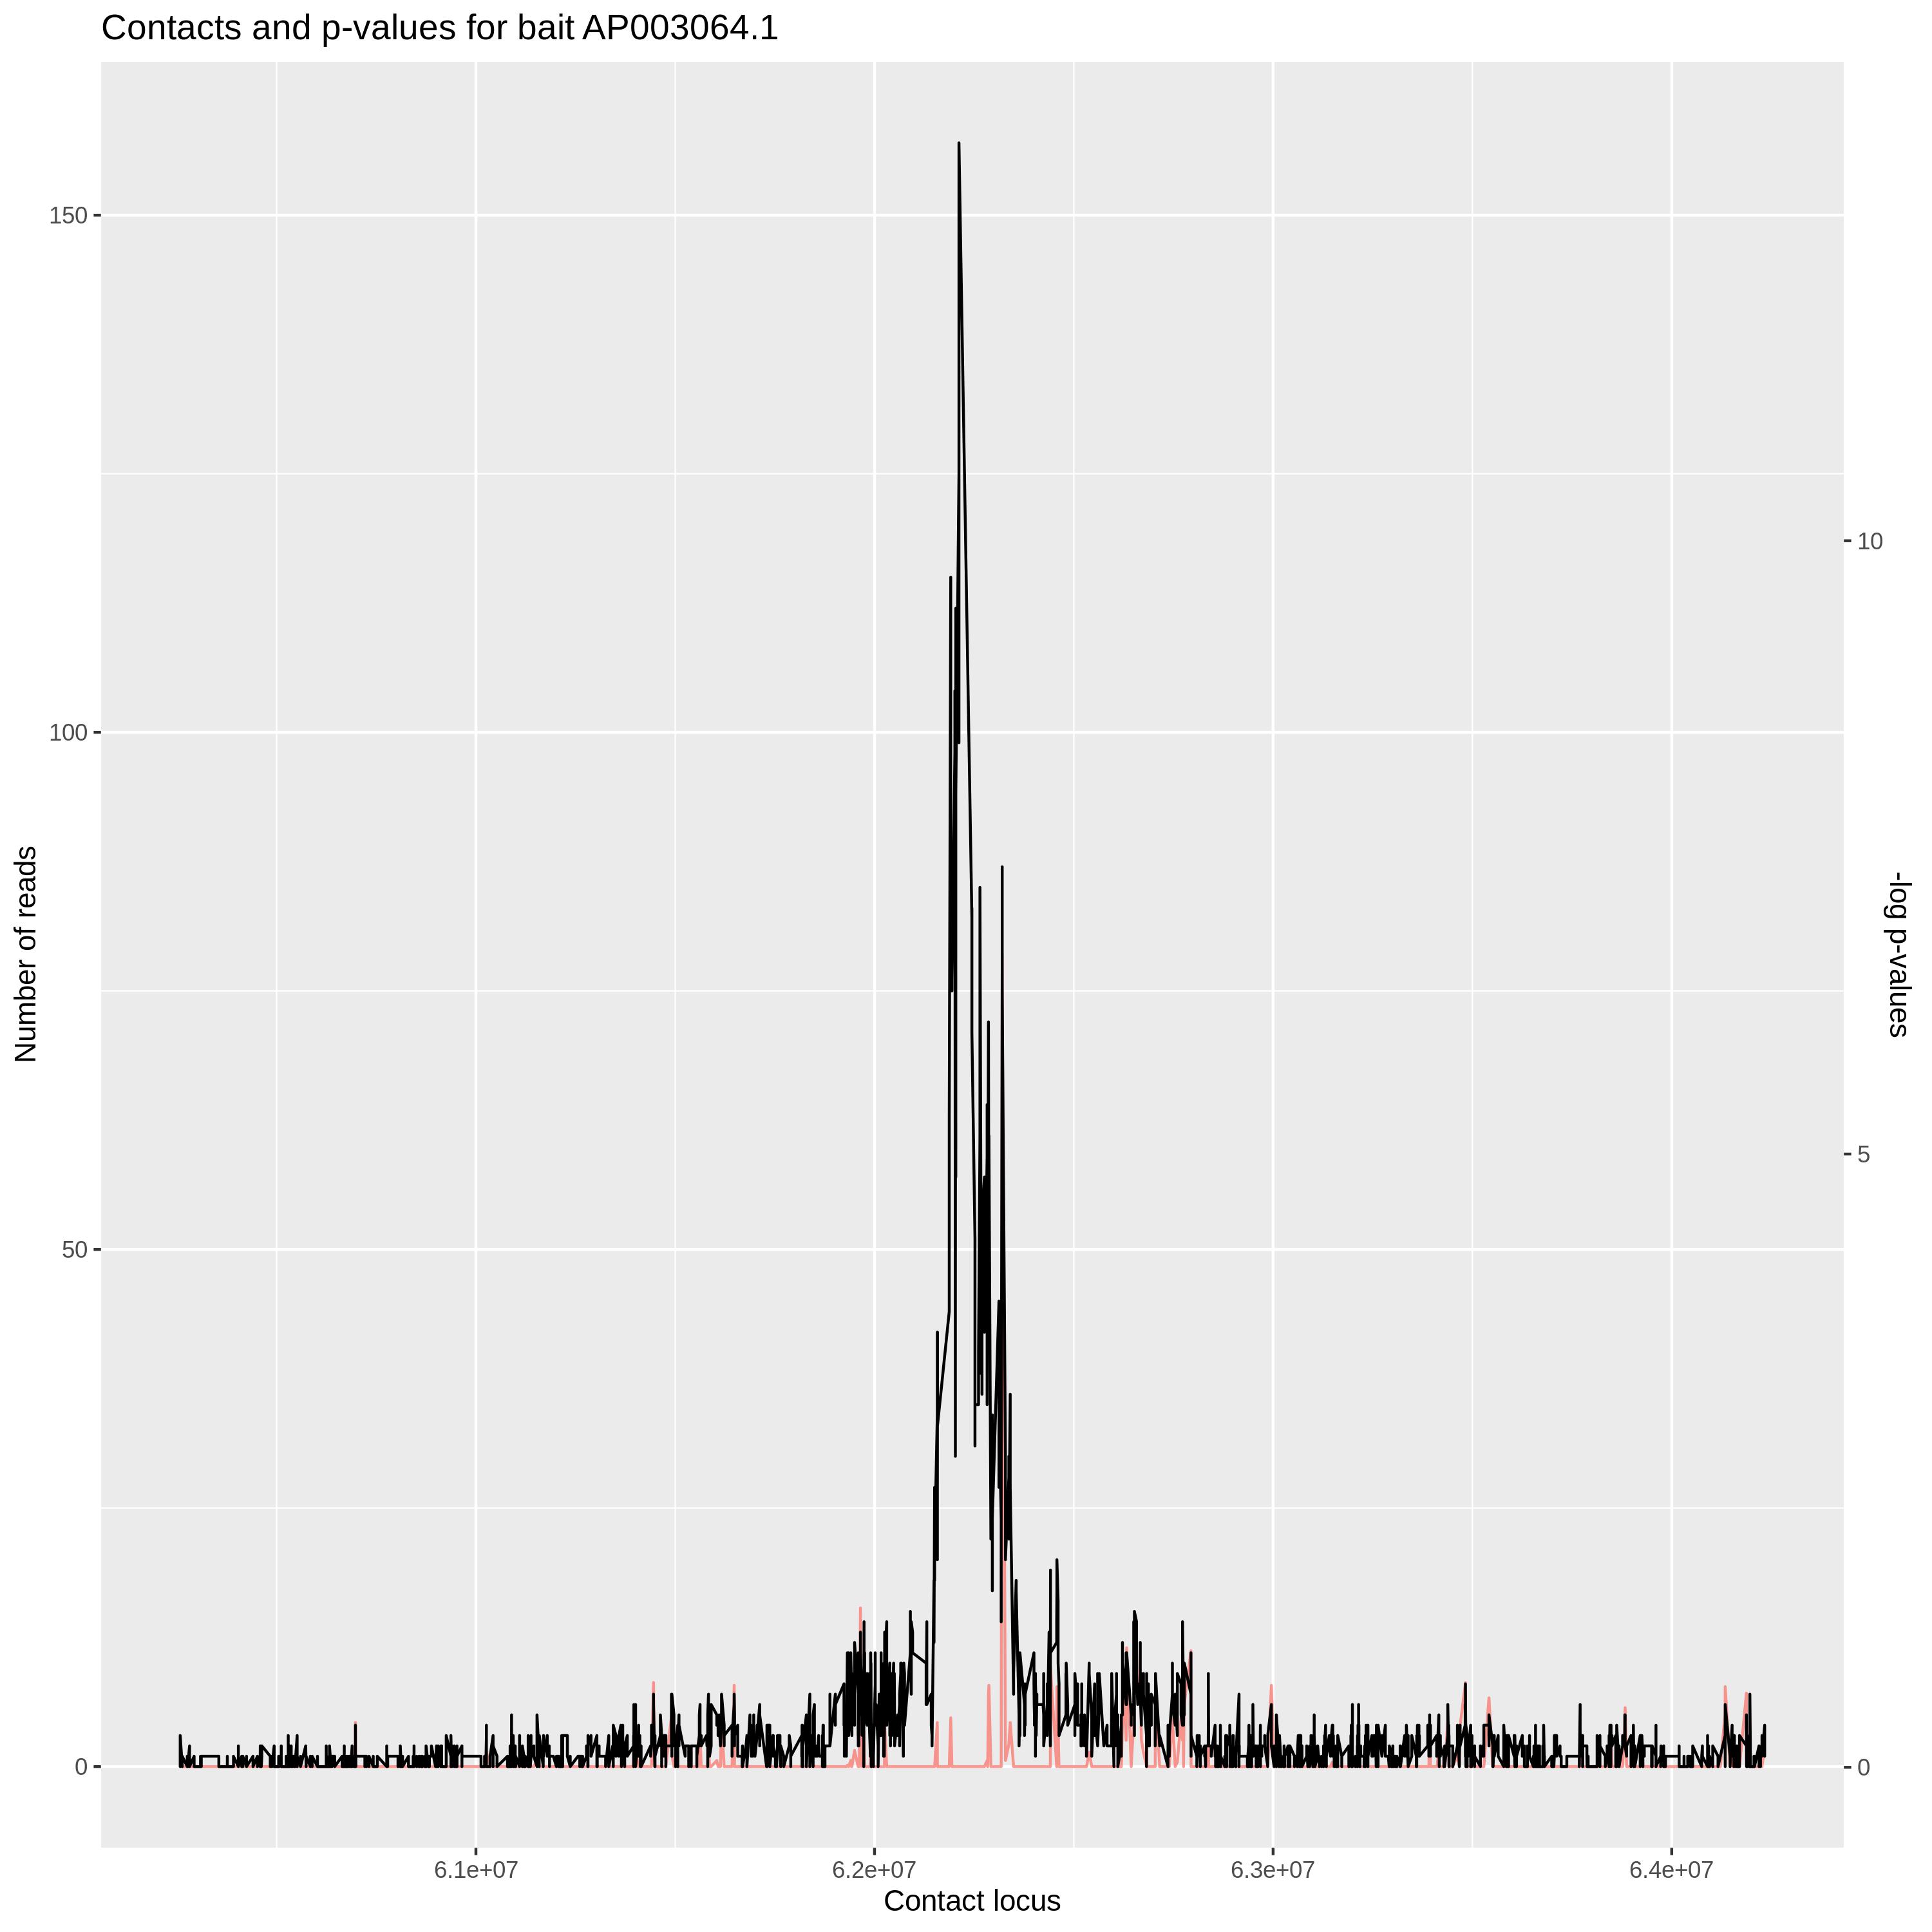 Contacts and p-values for bait AP003064.1
150
100
50
0
Number of reads
10
5
0
-log p-values
6.1e+07
6.2e+07
6.3e+07
6.4e+07
Contact locus